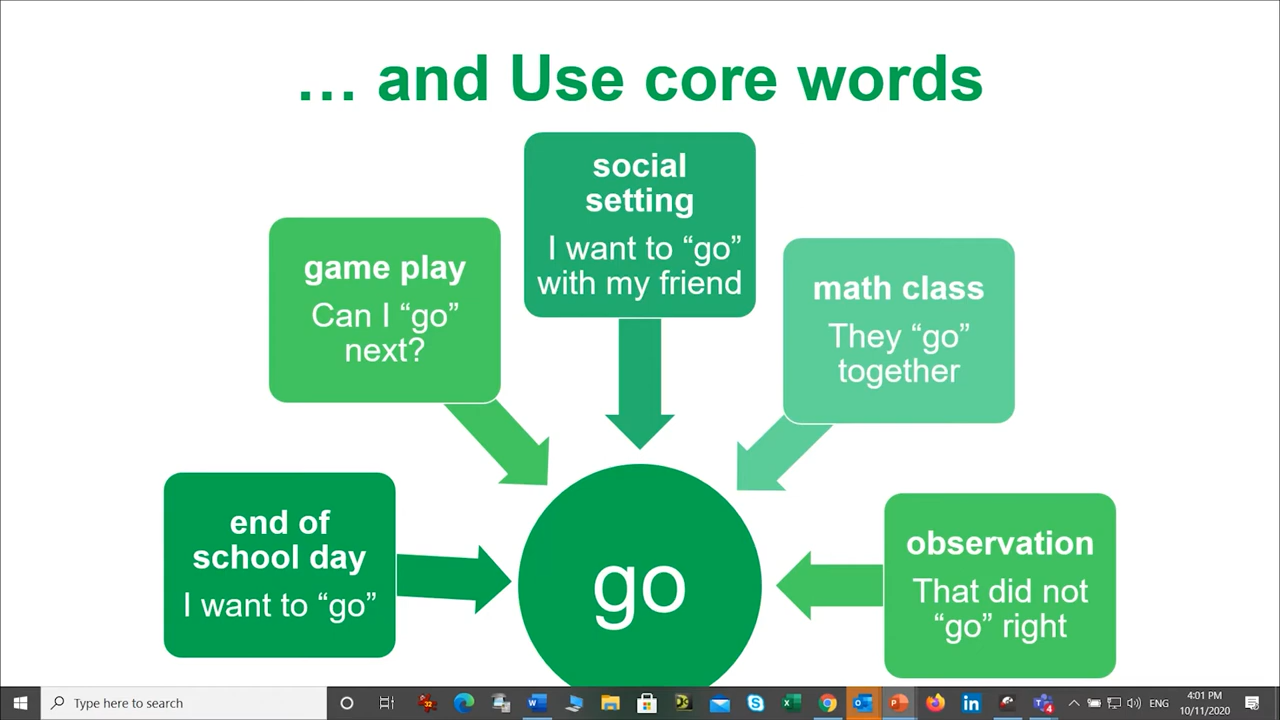 … and Use core words
social
setting
I want to “go”
with my friend
game play
Can I “go”
next?
math class
They “go”
together
end of
school day
I want to “go”
go
observation
That did not
“go” right
Type here to search
ENG
4:01 PM
10/11/2020